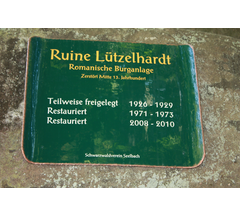 Ruine Lützelhardt
Romanische Burganlage
Zerstört Mitte 13. Jahrhundert
Teilweise freigelegt 1926 - 1929
Restauriert 1971 - 1973
Restauriert 2008 - 2010
Schwarzwaldverein Seelbach